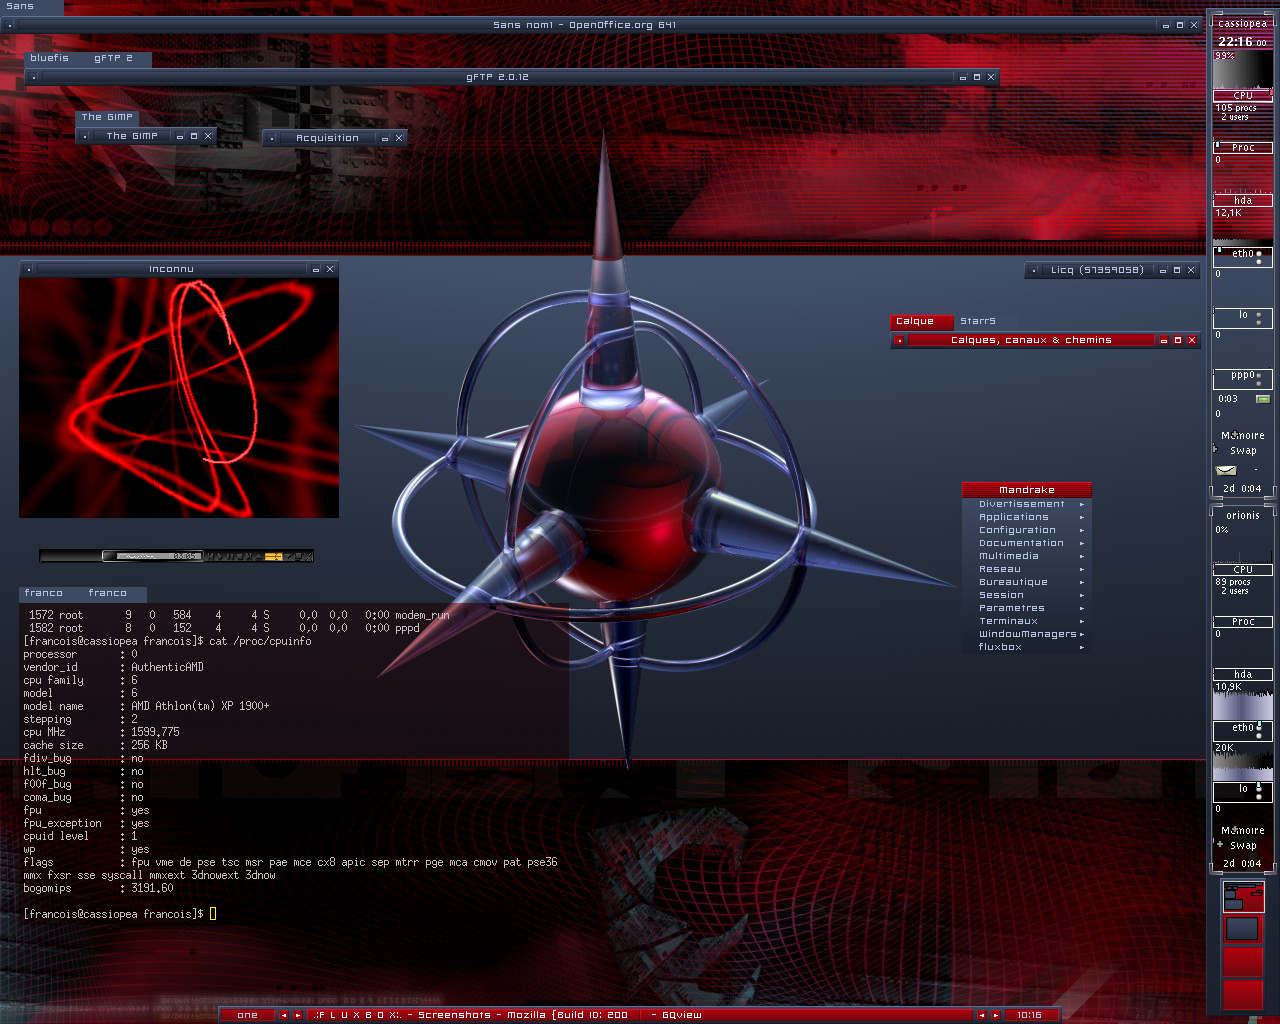 Sans
Sans nom1 - OpenOffice.org 641
bluefis gFTP 2
gFTP 2.0.12
The GIMP
The GIMP
Acquisition
Inconnu
Licq (57359058)
Calque StarrS
Calques, canaux & chemins
Mandrake
Divertissement
Applications
Configuration
Documentation
Multimedia
Reseau
Bureautique
Session
Parametres
Terminaux
WindowManagers
fluxbox
03:05
franco franco
1572 root 9 0 584 4 4 S 0,0 0,0 0:00 modem_run
1582 root 8 0 152 4 4 S 0,0 0,0 0:00 pppd
[francois@cassiopea francois]$ cat /proc/cpuinfo
processor : 0
vendor_id : AuthenticAMD
cpu family : 6
model : 6
model name : AMD Athlon(tm) XP 1900+
stepping : 2
cpu MHz : 1599.775
cache size : 256 KB
fdiv_bug : no
hlt_bug : no
f00f_bug : no
coma_bug : no
fpu : yes
fpu_exception : yes
cpuid level : 1
wp : yes
flags : fpu vme de pse tsc msr pae mce cx8 apic sep mtrr pge mca cmov pat pse36
mmx fxsr sse syscall mmxext 3dnowext 3dnow
bogomips : 3191.60
[francois@cassiopea francois]$
cassiopea
22:16 00
99%
CPU
105 procs
2 users
Proc
0
hda
12,1K
eth0
0
lo
0
ppp0
0:03
0
Mémoire
Swap
-
2d 0:04
orionis
0%
CPU
89 procs
2 users
Proc
0
hda
10,9K
eth0
20K
lo
0
Mémoire
Swap
2d 0:04
one
.:F L U X B O X:. - Screenshots - Mozilla {Build ID: 200
- GQview
10:16